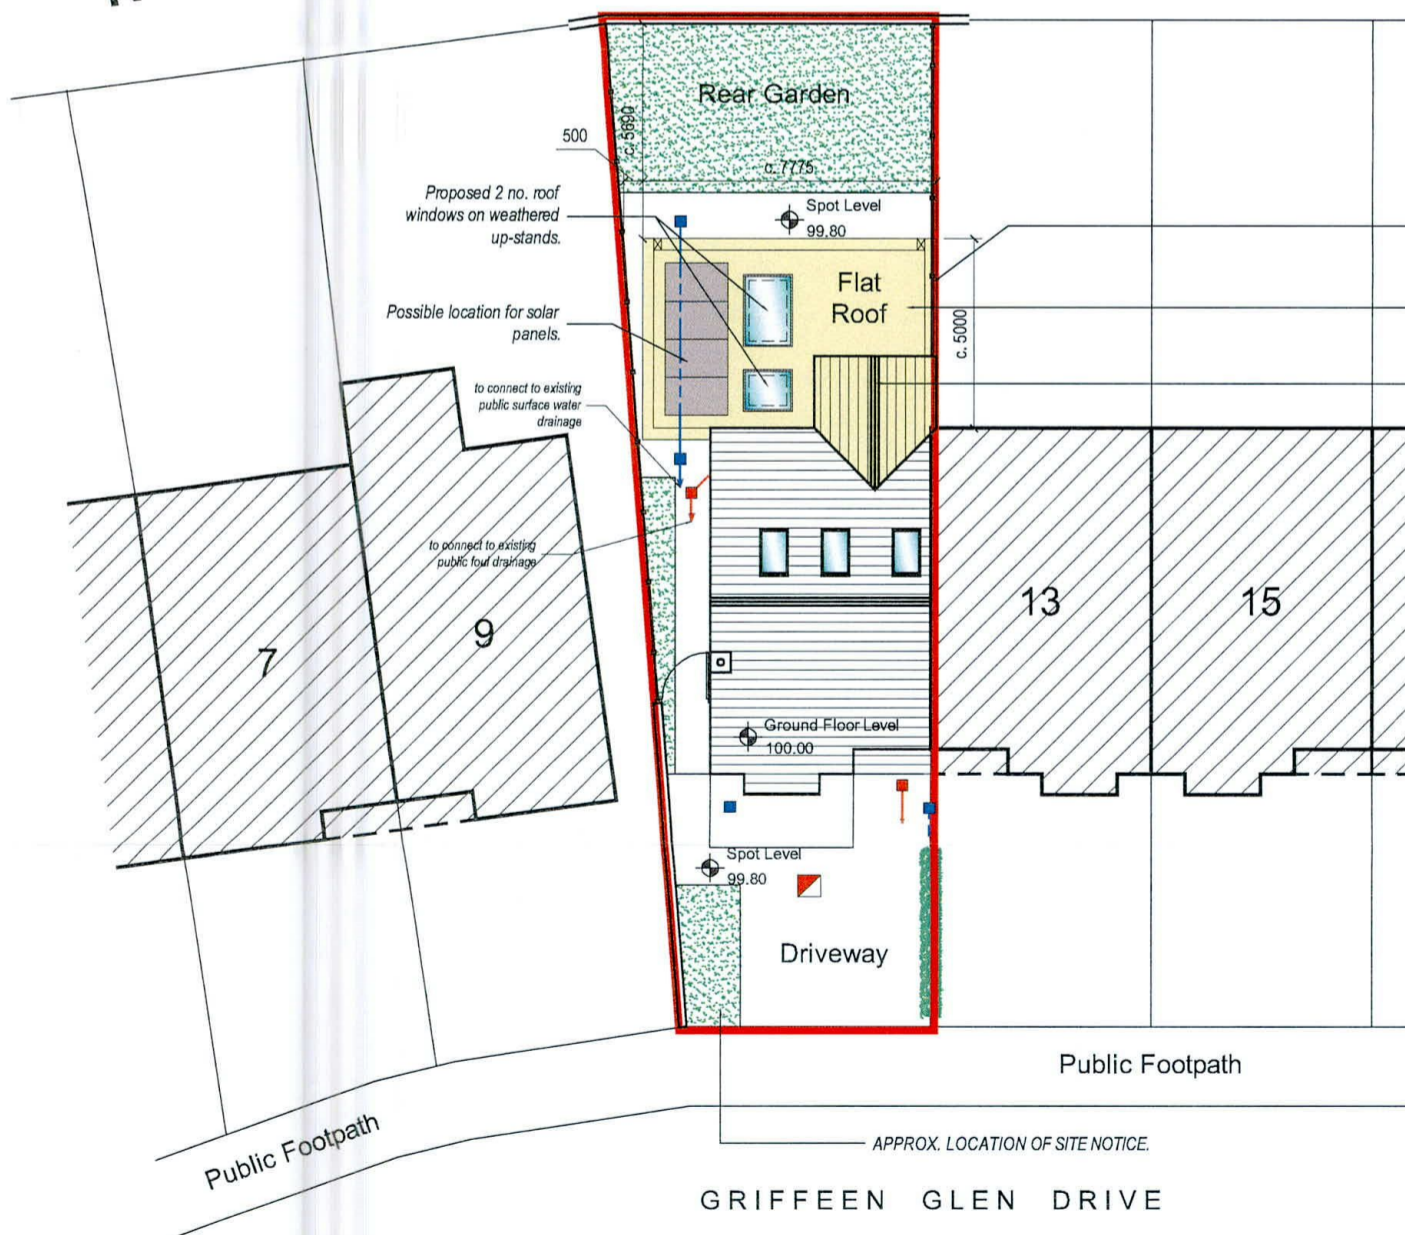 Rear Garden
c. 5890
500
c. 7775
Proposed 2 no. roof
windows on weathered
up-stands.
Spot Level
99.80
Flat
Roof
Possible location for solar
panels.
c. 5000
to connect to existing
public surface water
drainage
to connect to existing
public foul drainage
7
9
13
15
Ground Floor Level
100.00
Spot Level
99.80
Driveway
Public Footpath
Public Footpath
APPROX. LOCATION OF SITE NOTICE.
GRIFFEEN GLEN DRIVE